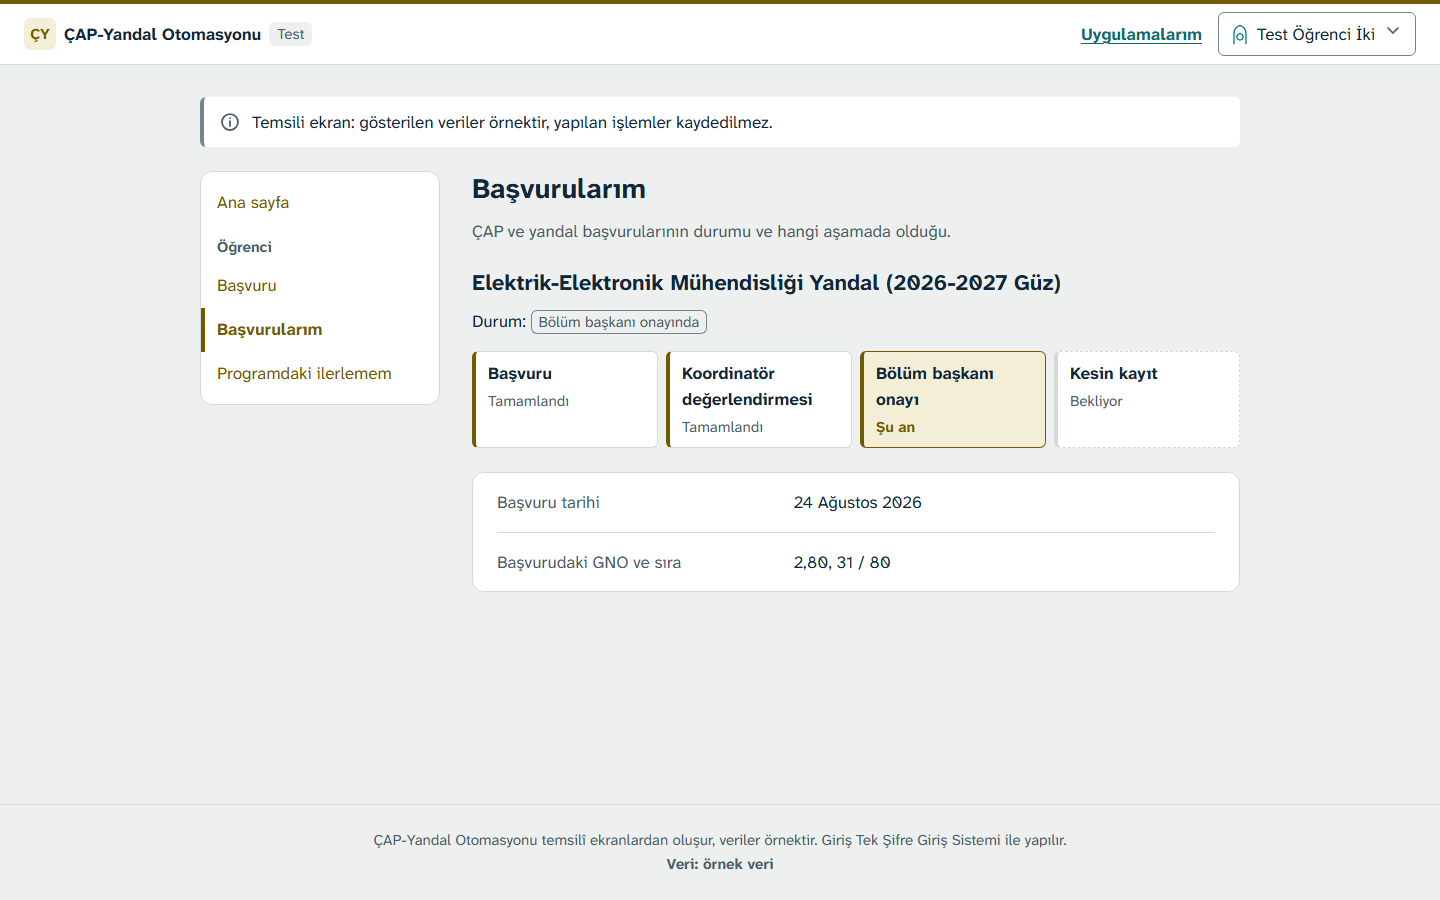 ÇY ÇAP-Yandal Otomasyonu Test
Uygulamalarım
Test Öğrenci İki
Temsili ekran: gösterilen veriler örnektir, yapılan işlemler kaydedilmez.
Ana sayfa
Öğrenci
Başvuru
Başvurularım
Programdaki ilerlemem
Başvurularım
ÇAP ve yandal başvurularının durumu ve hangi aşamada olduğu.
Elektrik-Elektronik Mühendisliği Yandal (2026-2027 Güz)
Durum: Bölüm başkanı onayında
Başvuru
Tamamlandı
Koordinatör
değerlendirmesi
Tamamlandı
Bölüm başkanı
onayı
Şu an
Kesin kayıt
Bekliyor
Başvuru tarihi 24 Ağustos 2026
Başvurudaki GNO ve sıra 2,80, 31 / 80
ÇAP-Yandal Otomasyonu temsilî ekranlardan oluşur, veriler örnektir. Giriş Tek Şifre Giriş Sistemi ile yapılır.
Veri: örnek veri